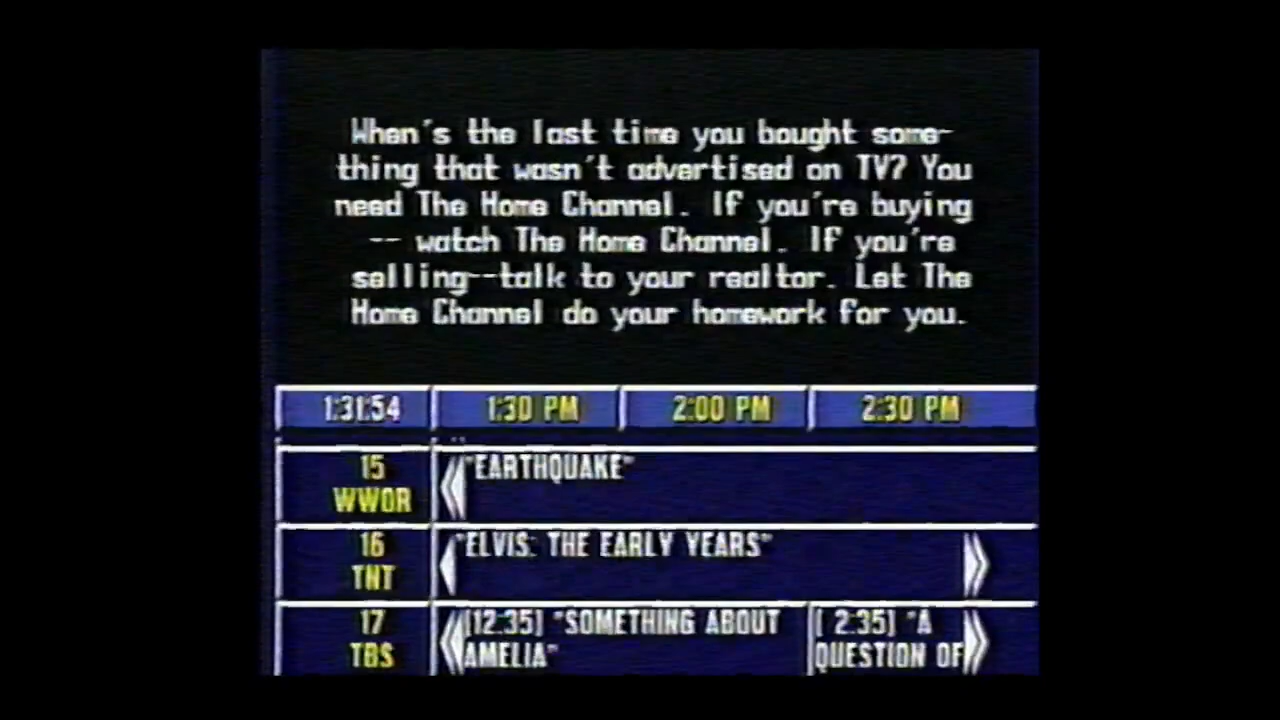 When's the last time you bought some-
thing that wasn't advertised on TV? You
need The Home Channel. If you're buying
-- watch The Home Channel. If you're
selling--talk to your realtor. Let The
Home Channel do your homework for you.
1:31:54 1:30 PM 2:00 PM 2:30 PM
15 WWOR "EARTHQUAKE"
16 TNT "ELVIS: THE EARLY YEARS"
17 TBS [12:35] "SOMETHING ABOUT AMELIA" [ 2:35] "A QUESTION OF